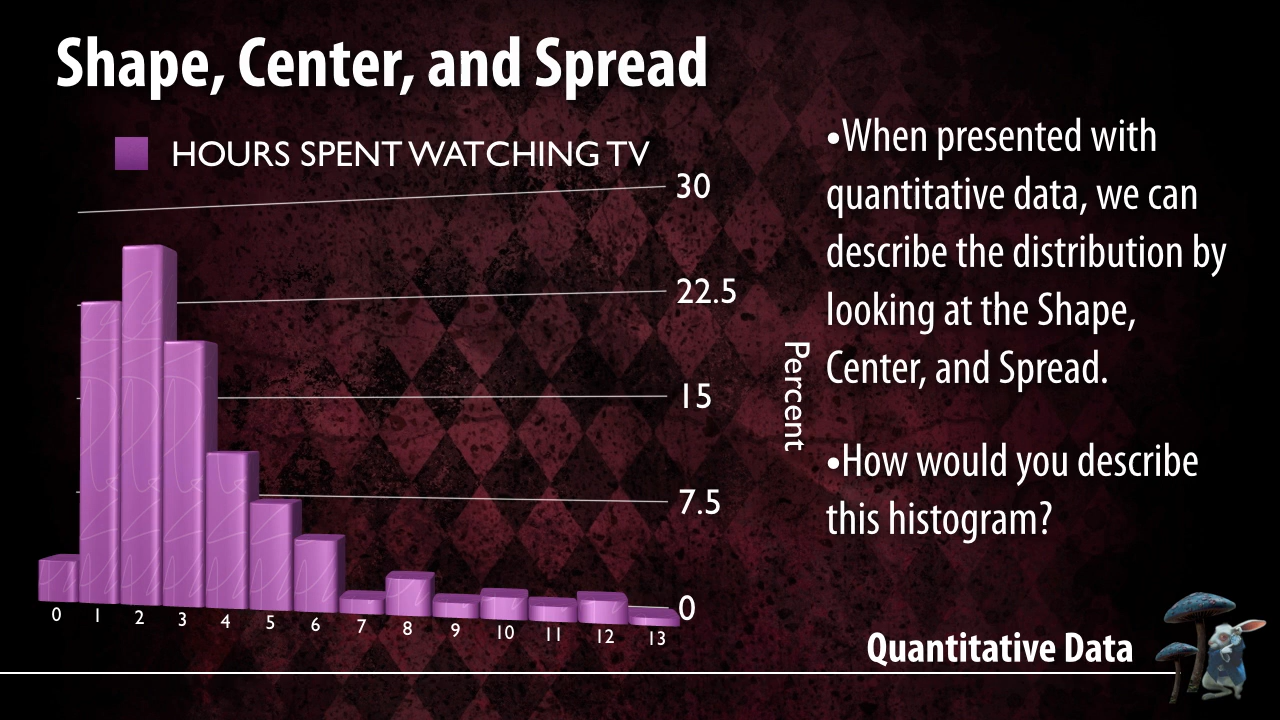 Shape, Center, and Spread
HOURS SPENT WATCHING TV
30
22.5
15
7.5
0
Percent
0 1 2 3 4 5 6 7 8 9 10 11 12 13
•When presented with
quantitative data, we can
describe the distribution by
looking at the Shape,
Center, and Spread.
•How would you describe
this histogram?
Quantitative Data